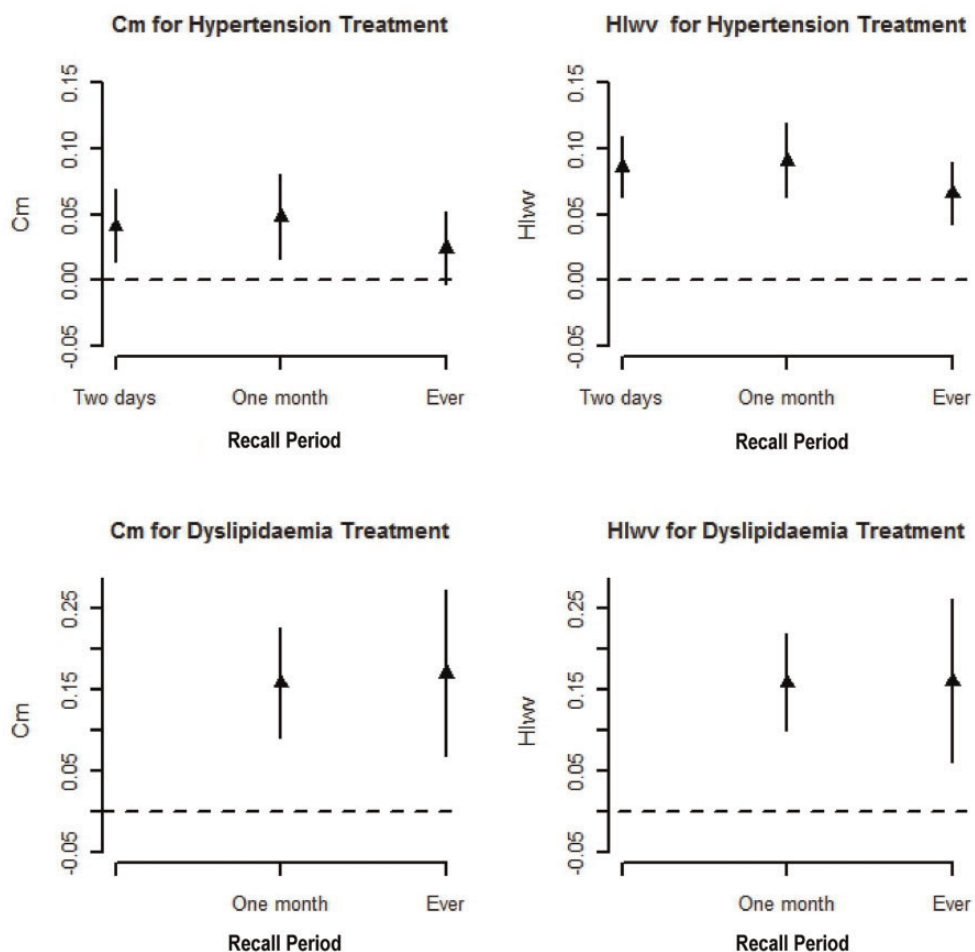 Cm for Hypertension Treatment
Cm
0.15
0.10
0.05
0.00
-0.05
Two days One month Ever
Recall Period
Hlwv for Hypertension Treatment
Hlwv
0.15
0.10
0.05
0.00
-0.05
Two days One month Ever
Recall Period
Cm for Dyslipidaemia Treatment
Cm
0.25
0.15
0.05
-0.05
One month Ever
Recall Period
Hlwv for Dyslipidaemia Treatment
Hlwv
0.25
0.15
0.05
-0.05
One month Ever
Recall Period